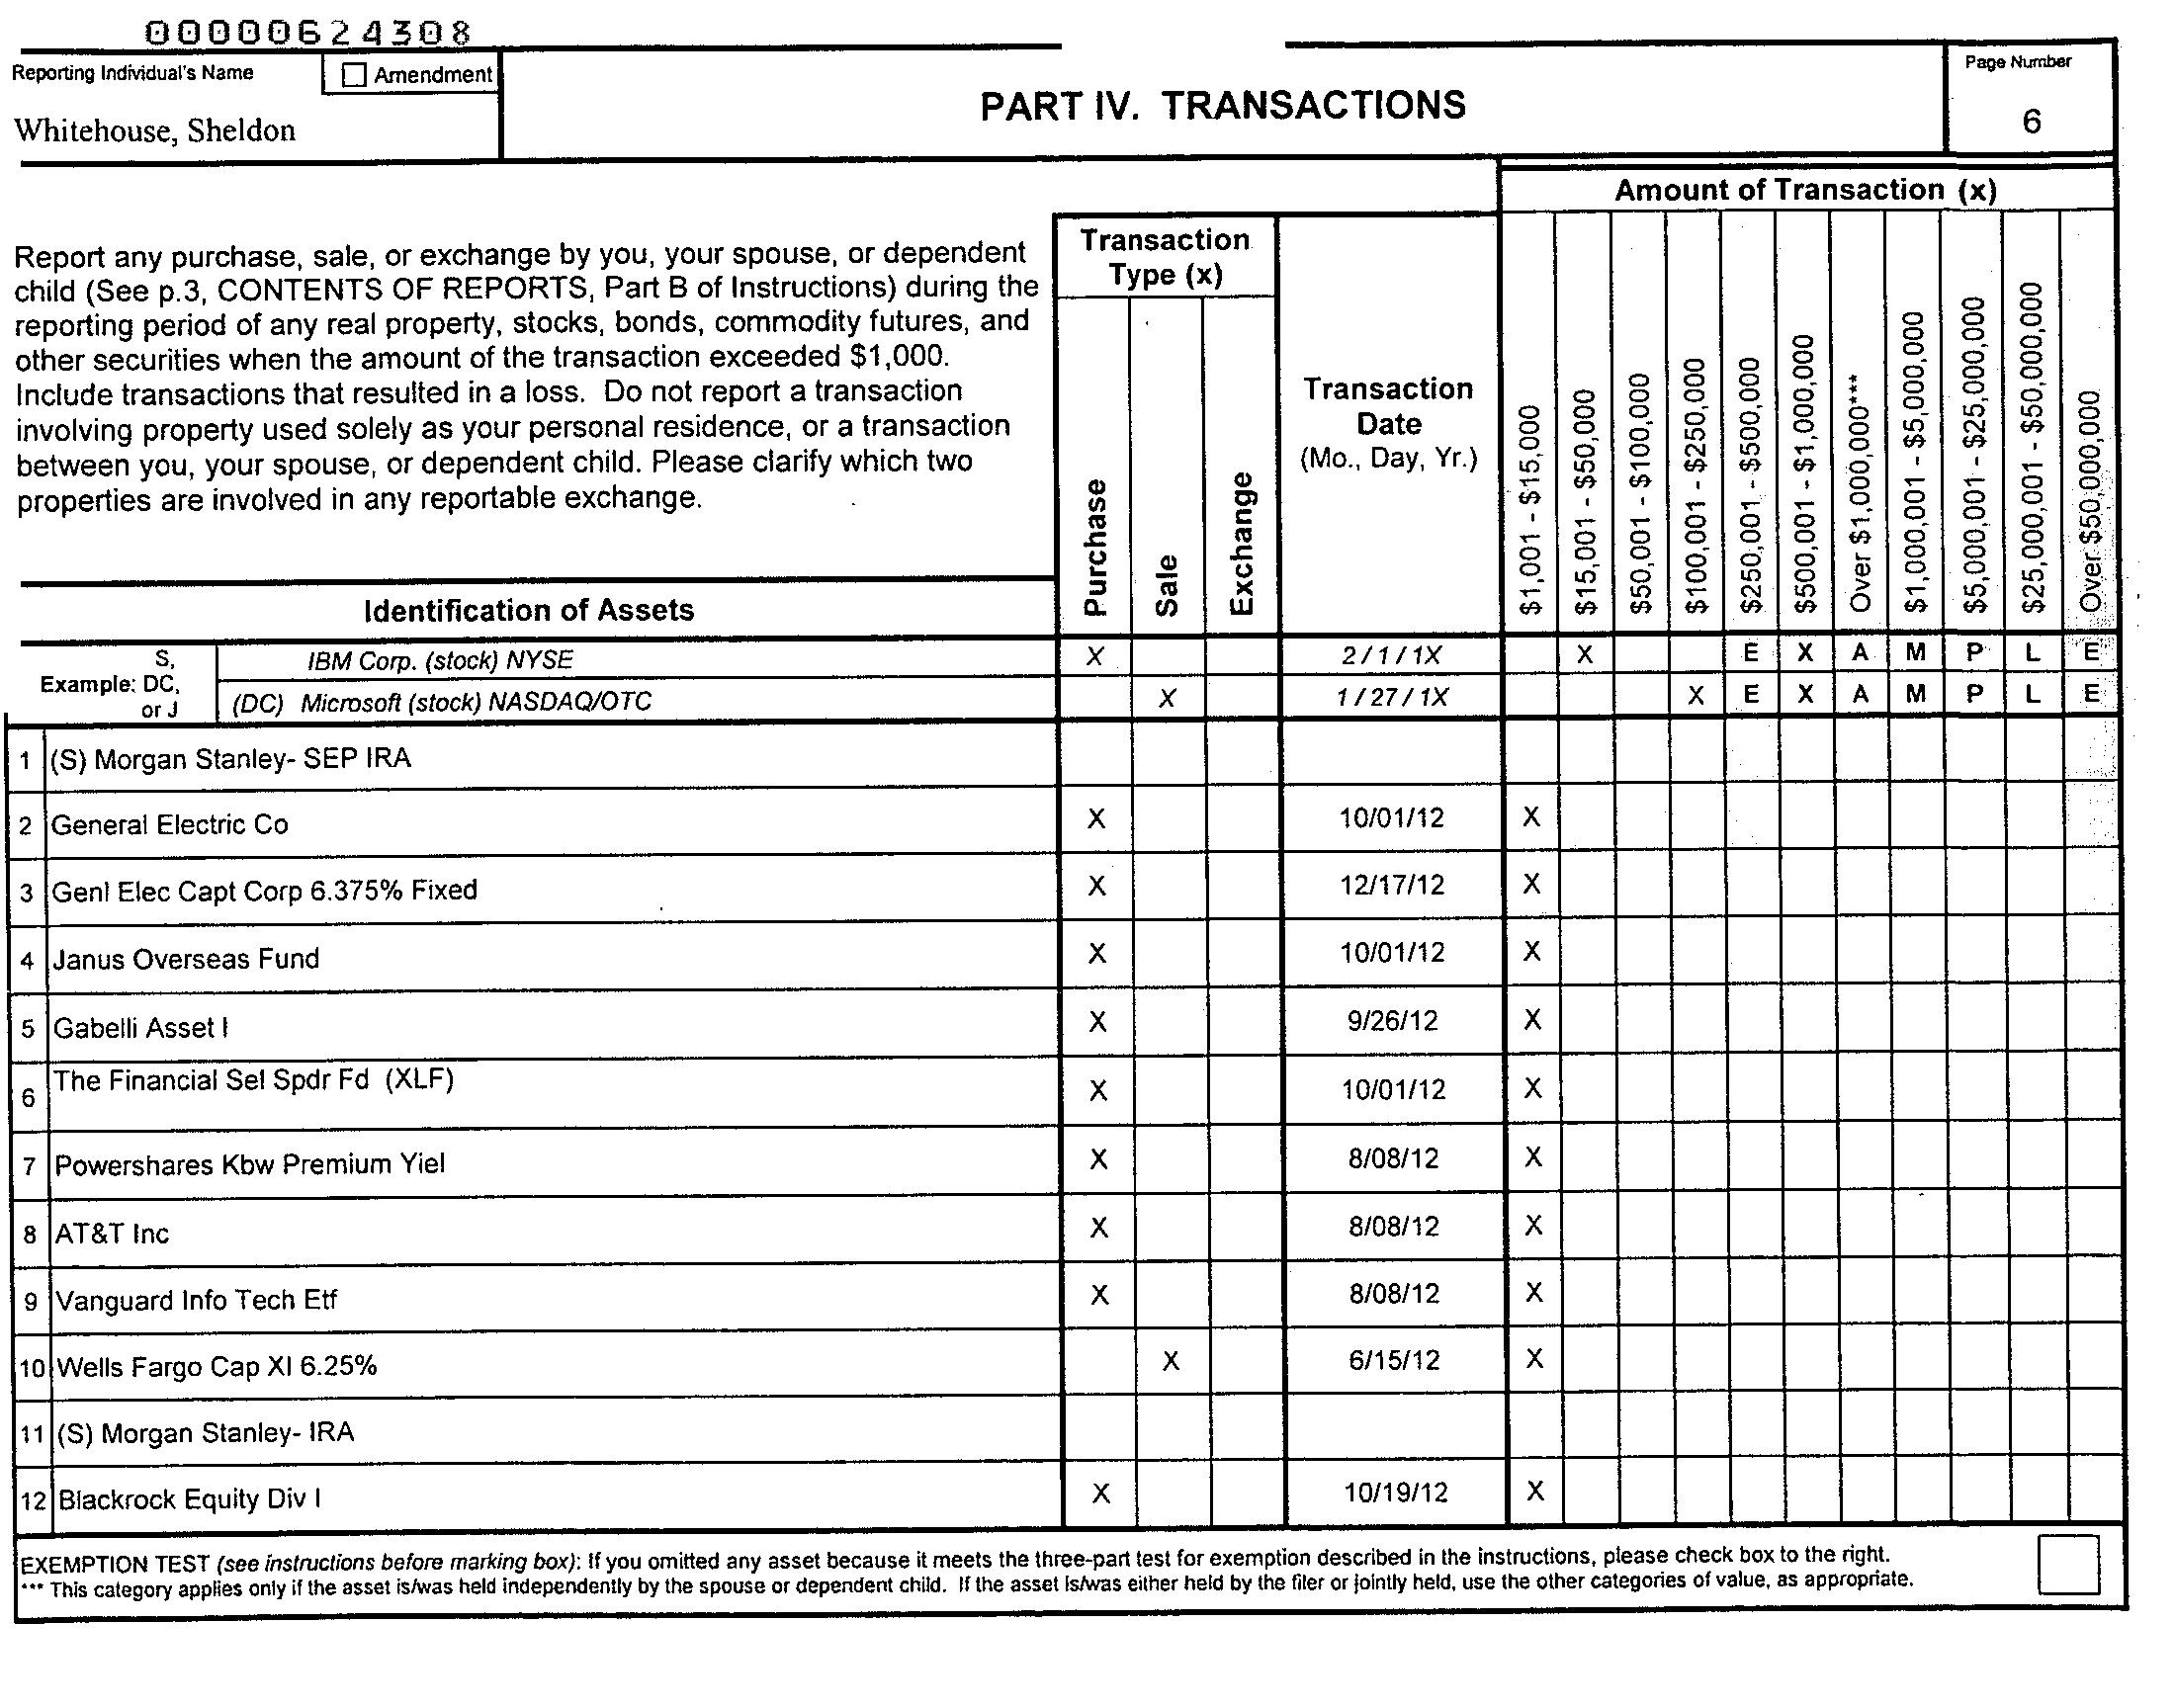 00000624308
Reporting Individual's Name
Amendment
Whitehouse, Sheldon
PART IV. TRANSACTIONS
Page Number
6
Report any purchase, sale, or exchange by you, your spouse, or dependent
child (See p.3, CONTENTS OF REPORTS, Part B of Instructions) during the
reporting period of any real property, stocks, bonds, commodity futures, and
other securities when the amount of the transaction exceeded $1,000.
Include transactions that resulted in a loss. Do not report a transaction
involving property used solely as your personal residence, or a transaction
between you, your spouse, or dependent child. Please clarify which two
properties are involved in any reportable exchange.
Identification of Assets
Transaction
Type (x)
Purchase
Sale
Exchange
Transaction
Date
(Mo., Day, Yr.)
Amount of Transaction (x)
$1,001 - $15,000
$15,001 - $50,000
$50,001 - $100,000
$100,001 - $250,000
$250,001 - $500,000
$500,001 - $1,000,000
Over $1,000,000***
$1,000,001 - $5,000,000
$5,000,001 - $25,000,000
$25,000,001 - $50,000,000
Over $50,000,000
Example: S,
DC,
or J
IBM Corp. (stock) NYSE X 2/1/1X X E X A M P L E
(DC) Microsoft (stock) NASDAQ/OTC X 1/27/1X X E X A M P L E
1 (S) Morgan Stanley- SEP IRA
2 General Electric Co X 10/01/12 X
3 Genl Elec Capt Corp 6.375% Fixed X 12/17/12 X
4 Janus Overseas Fund X 10/01/12 X
5 Gabelli Asset I X 9/26/12 X
6 The Financial Sel Spdr Fd (XLF) X 10/01/12 X
7 Powershares Kbw Premium Yiel X 8/08/12 X
8 AT&T Inc X 8/08/12 X
9 Vanguard Info Tech Etf X 8/08/12 X
10 Wells Fargo Cap XI 6.25% X 6/15/12 X
11 (S) Morgan Stanley- IRA
12 Blackrock Equity Div I X 10/19/12 X
EXEMPTION TEST (see instructions before marking box): If you omitted any asset because it meets the three-part test for exemption described in the instructions, please check box to the right.
*** This category applies only if the asset is/was held independently by the spouse or dependent child. If the asset is/was either held by the filer or jointly held, use the other categories of value, as appropriate.